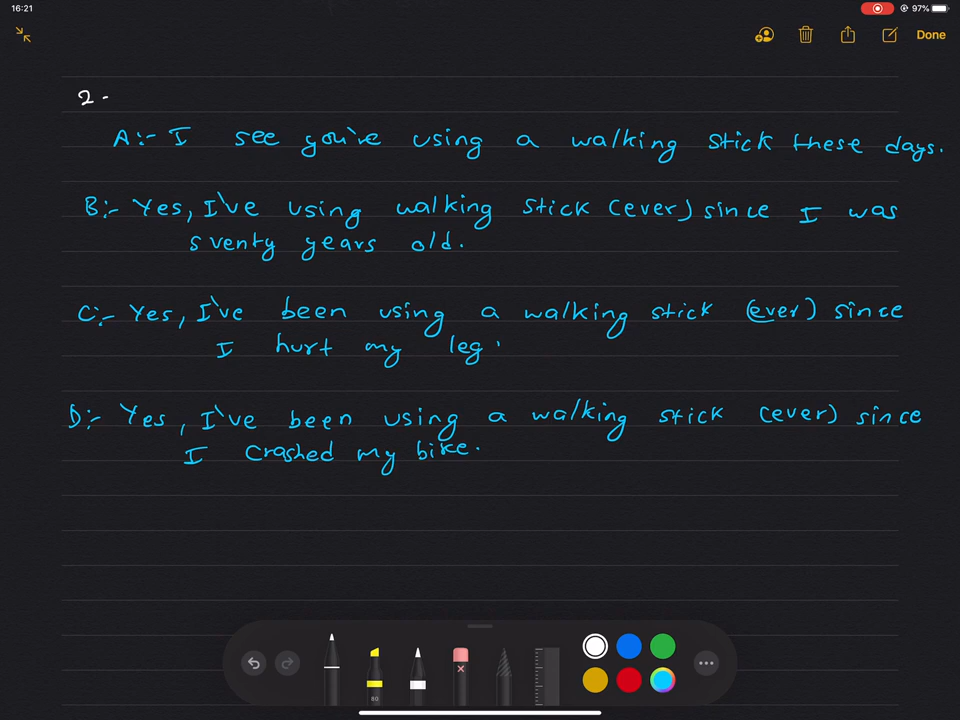 16:21
97%
Done
2.
A:- I see you're using a walking stick these days.
B:- Yes, I've using walking stick (ever) since I was
sventy years old.
C:- Yes, I've been using a walking stick (ever) since
I hurt my leg.
D:- Yes, I've been using a walking stick (ever) since
I crashed my bike.
80